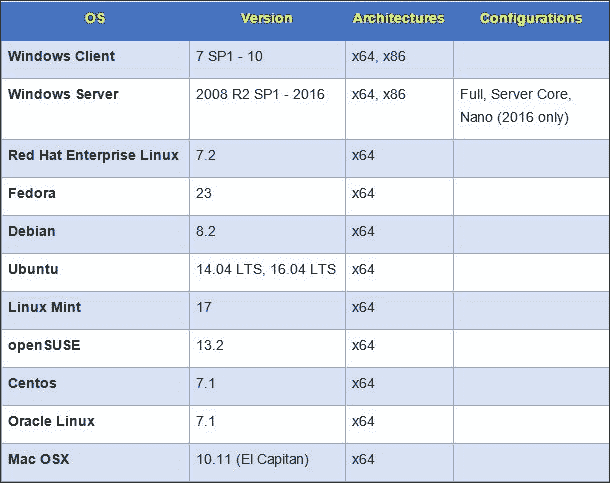 OS Version Architectures Configurations
Windows Client 7 SP1 - 10 x64, x86
Windows Server 2008 R2 SP1 - 2016 x64, x86 Full, Server Core,
Nano (2016 only)
Red Hat Enterprise Linux 7.2 x64
Fedora 23 x64
Debian 8.2 x64
Ubuntu 14.04 LTS, 16.04 LTS x64
Linux Mint 17 x64
openSUSE 13.2 x64
Centos 7.1 x64
Oracle Linux 7.1 x64
Mac OSX 10.11 (El Capitan) x64